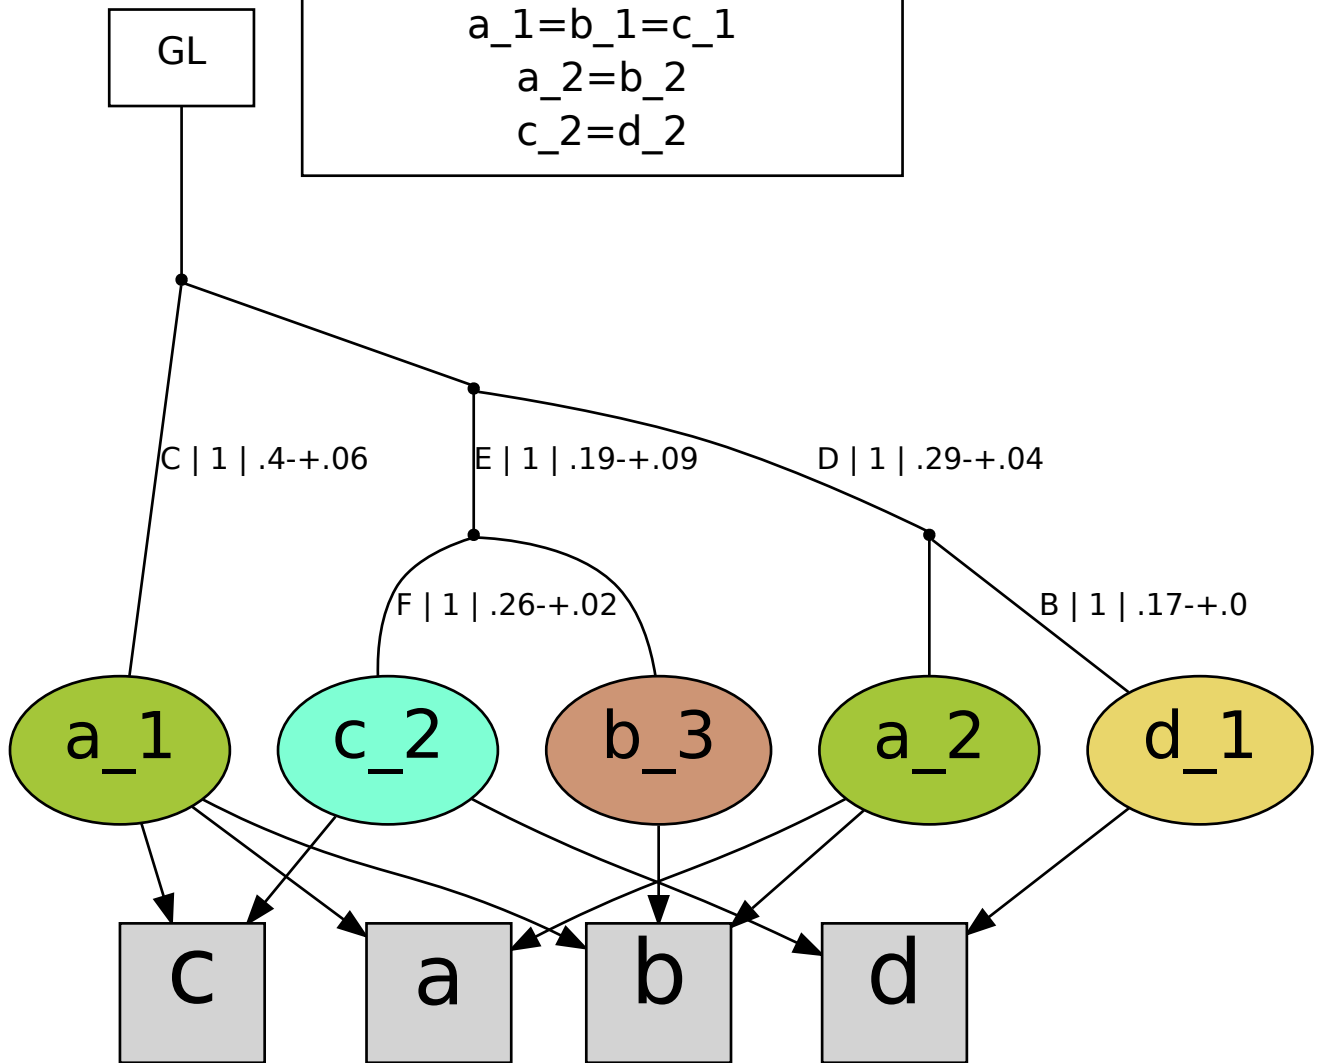 GL
a_1=b_1=c_1
a_2=b_2
c_2=d_2
C | 1 | .4-+.06
E | 1 | .19-+.09
D | 1 | .29-+.04
F | 1 | .26-+.02
B | 1 | .17-+.0
a_1
c_2
b_3
a_2
d_1
c
a
b
d